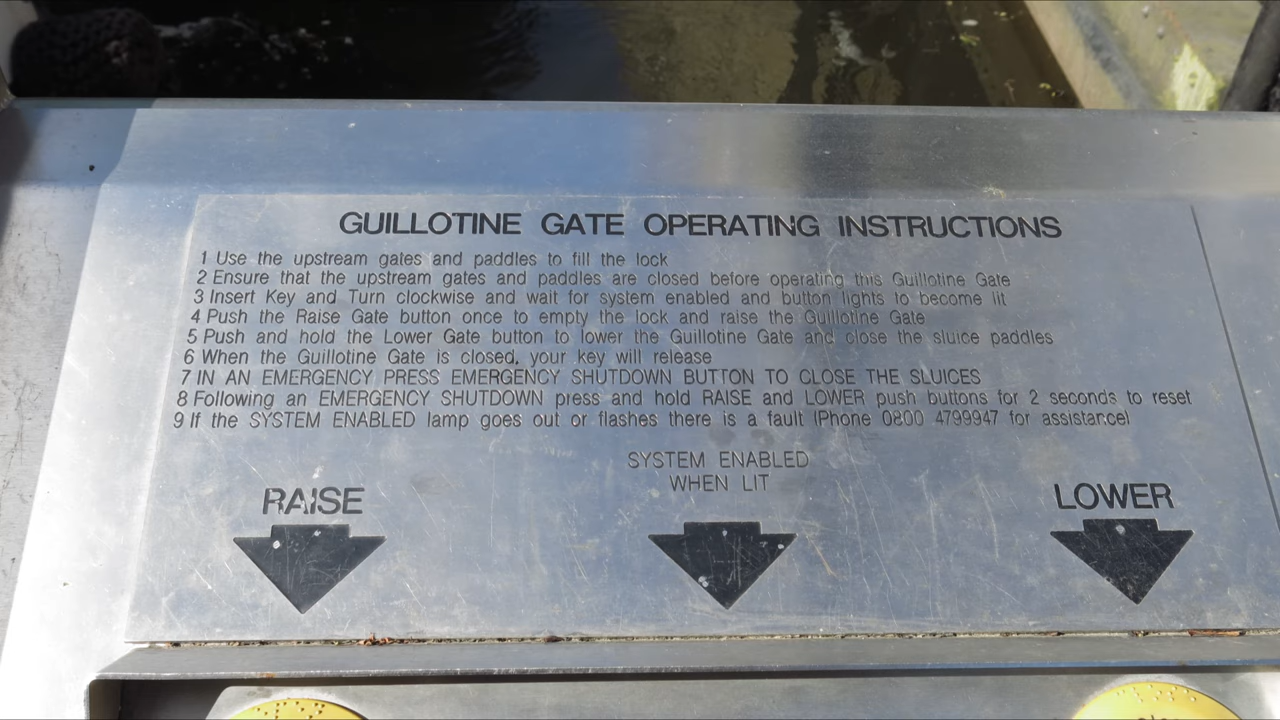 GUILLOTINE GATE OPERATING INSTRUCTIONS
1 Use the upstream gates and paddles to fill the lock
2 Ensure that the upstream gates and paddles are closed before operating this Guillotine Gate
3 Insert Key and Turn clockwise and wait for system enabled and button lights to become lit
4 Push the Raise Gate button once to empty the lock and raise the Guillotine Gate
5 Push and hold the Lower Gate button to lower the Guillotine Gate and close the sluice paddles
6 When the Guillotine Gate is closed, your key will release
7 IN AN EMERGENCY PRESS EMERGENCY SHUTDOWN BUTTON TO CLOSE THE SLUICES
8 Following an EMERGENCY SHUTDOWN press and hold RAISE and LOWER push buttons for 2 seconds to reset
9 If the SYSTEM ENABLED lamp goes out or flashes there is a fault (Phone 0800 4799947 for assistance)
SYSTEM ENABLED
WHEN LIT
RAISE
LOWER